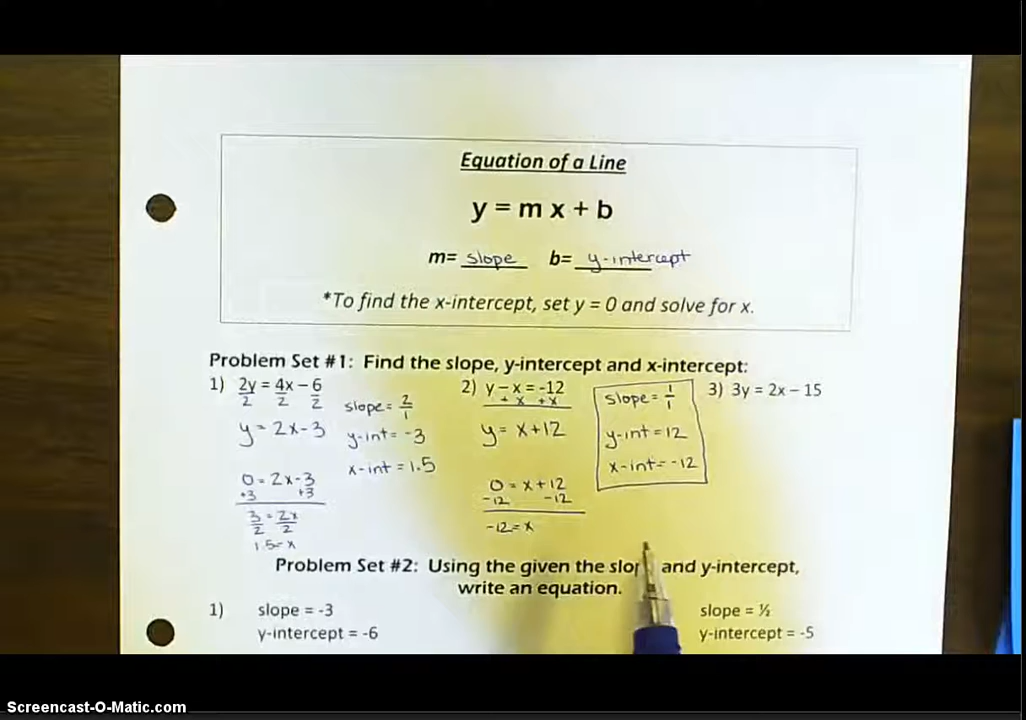 Equation of a Line
y = m x + b
m= slope b= y-intercept
*To find the x-intercept, set y = 0 and solve for x.
Problem Set #1: Find the slope, y-intercept and x-intercept:
1) 2y = 4x - 6
2 2 2
y = 2x - 3
0 = 2x - 3
+3 +3
3 = 2x
2 2
1.5 = x
slope = 2/1
y-int = -3
x-int = 1.5
2) y - x = -12
+ x +x
y = x + 12
0 = x + 12
-12 -12
-12 = x
slope = 1/1
y-int = 12
x-int = -12
3) 3y = 2x - 15
Problem Set #2: Using the given the and y-intercept,
write an equation.
1) slope = -3
y-intercept = -6
slope = ½
y-intercept = -5
Screencast-O-Matic.com